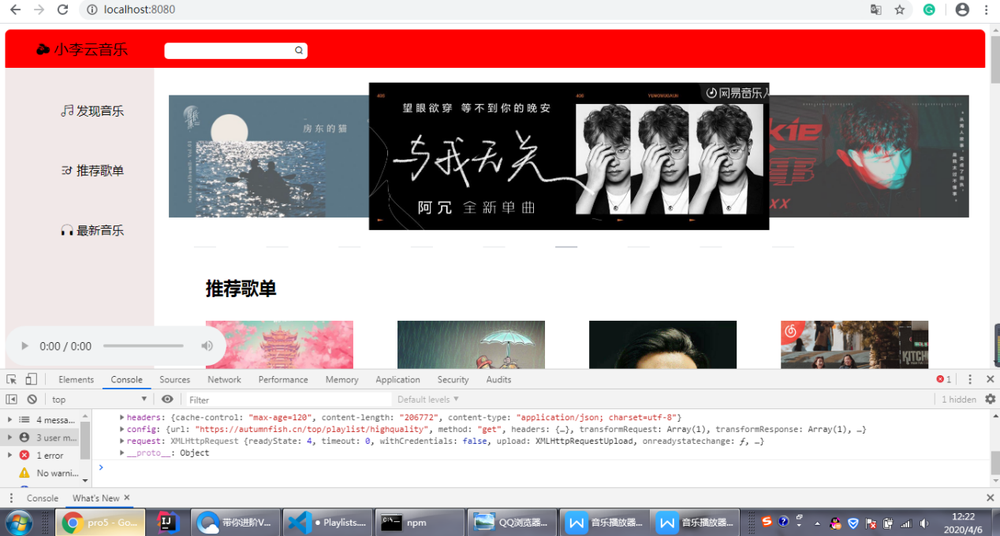 localhost:8080
小李云音乐
发现音乐
推荐歌单
最新音乐
房东的猫
望眼欲穿 等不到你的晚安
网易音乐人
与我无关
阿冗 全新单曲
推荐歌单
0:00 / 0:00
KITCH
Elements Console Sources Network Performance Memory Application Security Audits 1
top Filter Default levels 1 hidden
4 messa...
3 user m...
1 error
No warni...
headers: {cache-control: "max-age=120", content-length: "206772", content-type: "application/json; charset=utf-8"}
config: {url: "https://autumnfish.cn/top/playlist/highquality", method: "get", headers: {…}, transformRequest: Array(1), transformResponse: Array(1), …}
request: XMLHttpRequest {readyState: 4, timeout: 0, withCredentials: false, upload: XMLHttpRequestUpload, onreadystatechange: ƒ, …}
__proto__: Object
Console What's New
pro5 - Go... IJ 带你进阶V... ● Playlists.... npm QQ浏览器... 音乐播放器... 音乐播放器...
12:22
2020/4/6